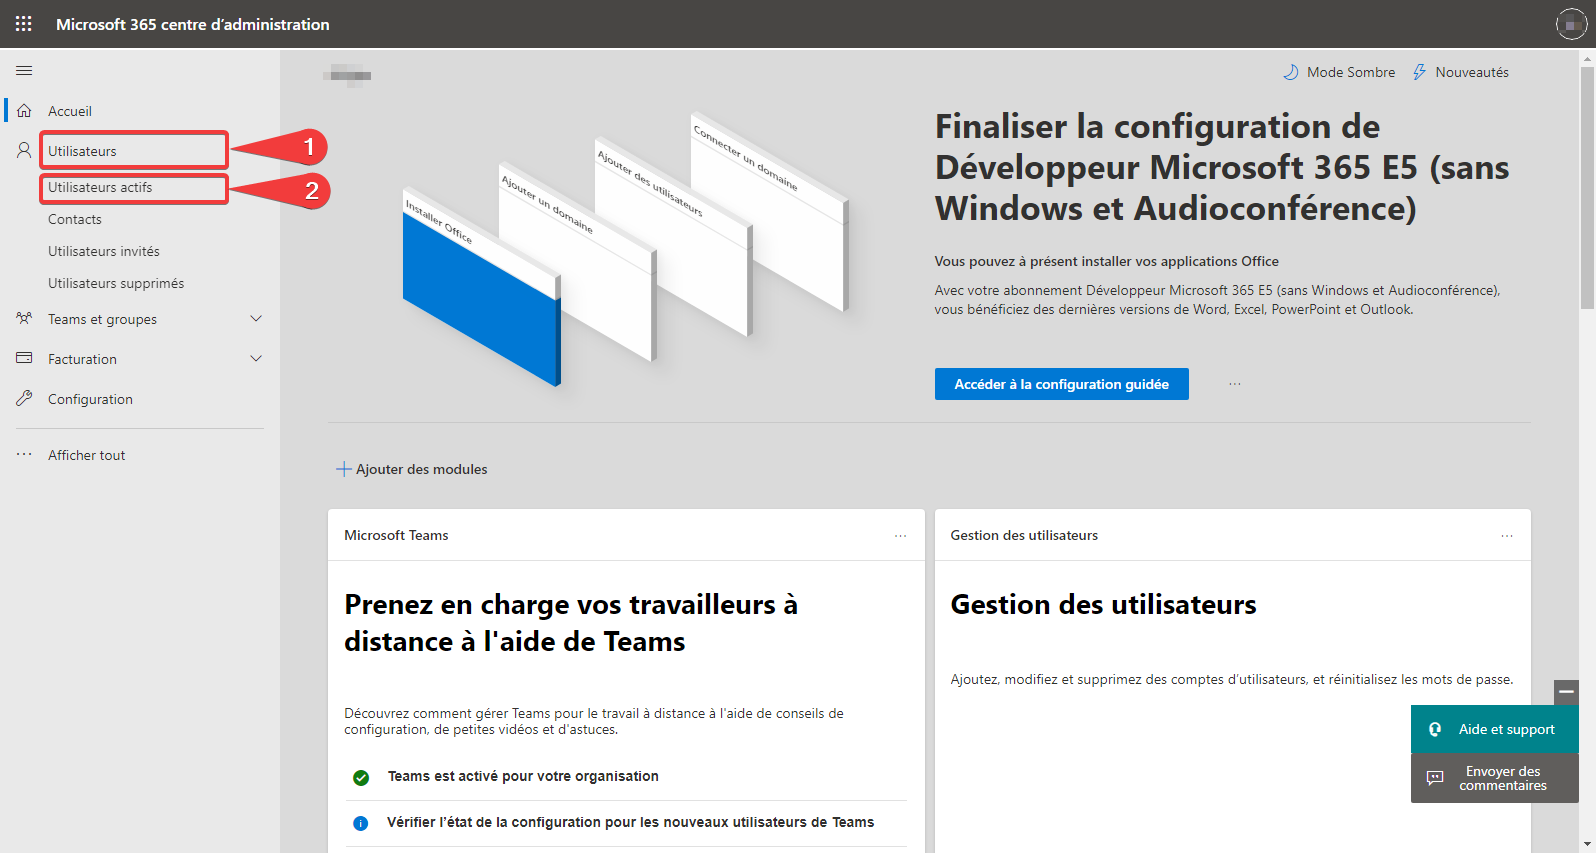 Microsoft 365 centre d’administration
Mode Sombre
Nouveautés
Accueil
Utilisateurs
1
Utilisateurs actifs
2
Contacts
Utilisateurs invités
Utilisateurs supprimés
Teams et groupes
Facturation
Configuration
Afficher tout
Installer Office
Ajouter un domaine
Ajouter des utilisateurs
Connecter un domaine
Finaliser la configuration de
Développeur Microsoft 365 E5 (sans
Windows et Audioconférence)
Vous pouvez à présent installer vos applications Office
Avec votre abonnement Développeur Microsoft 365 E5 (sans Windows et Audioconférence),
vous bénéficiez des dernières versions de Word, Excel, PowerPoint et Outlook.
Accéder à la configuration guidée
Ajouter des modules
Microsoft Teams
Prenez en charge vos travailleurs à
distance à l'aide de Teams
Découvrez comment gérer Teams pour le travail à distance à l'aide de conseils de
configuration, de petites vidéos et d'astuces.
Teams est activé pour votre organisation
Vérifier l’état de la configuration pour les nouveaux utilisateurs de Teams
Gestion des utilisateurs
Gestion des utilisateurs
Ajoutez, modifiez et supprimez des comptes d’utilisateurs, et réinitialisez les mots de passe.
Aide et support
Envoyer des
commentaires